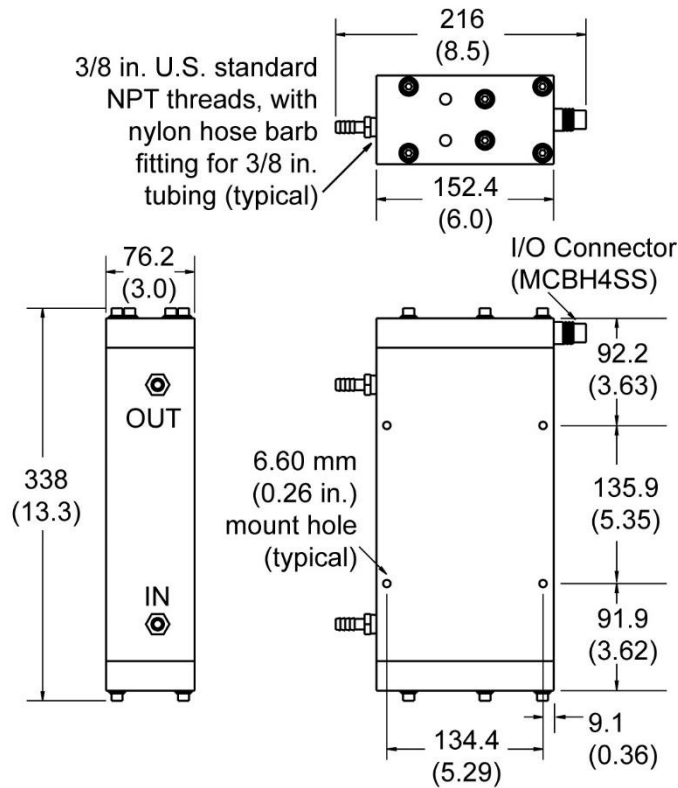 216
(8.5)
3/8 in. U.S. standard
NPT threads, with
nylon hose barb
fitting for 3/8 in.
tubing (typical)
152.4
(6.0)
76.2
(3.0)
I/O Connector
(MCBH4SS)
92.2
(3.63)
OUT
338
(13.3)
6.60 mm
(0.26 in.)
mount hole
(typical)
135.9
(5.35)
IN
91.9
(3.62)
9.1
(0.36)
134.4
(5.29)